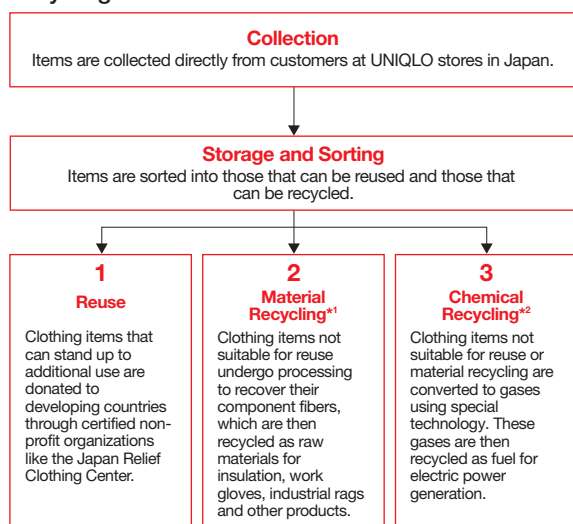 Collection
Items are collected directly from customers at UNIQLO stores in Japan.
Storage and Sorting
Items are sorted into those that can be reused and those that
can be recycled.
1
Reuse
Clothing items that
can stand up to
additional use are
donated to
developing countries
through certified non-
profit organizations
like the Japan Relief
Clothing Center.
2
Material
Recycling*1
Clothing items not
suitable for reuse
undergo processing
to recover their
component fibers,
which are then
recycled as raw
materials for
insulation, work
gloves, industrial rags
and other products.
3
Chemical
Recycling*2
Clothing items not
suitable for reuse or
material recycling are
converted to gases
using special
technology. These
gases are then
recycled as fuel for
electric power
generation.